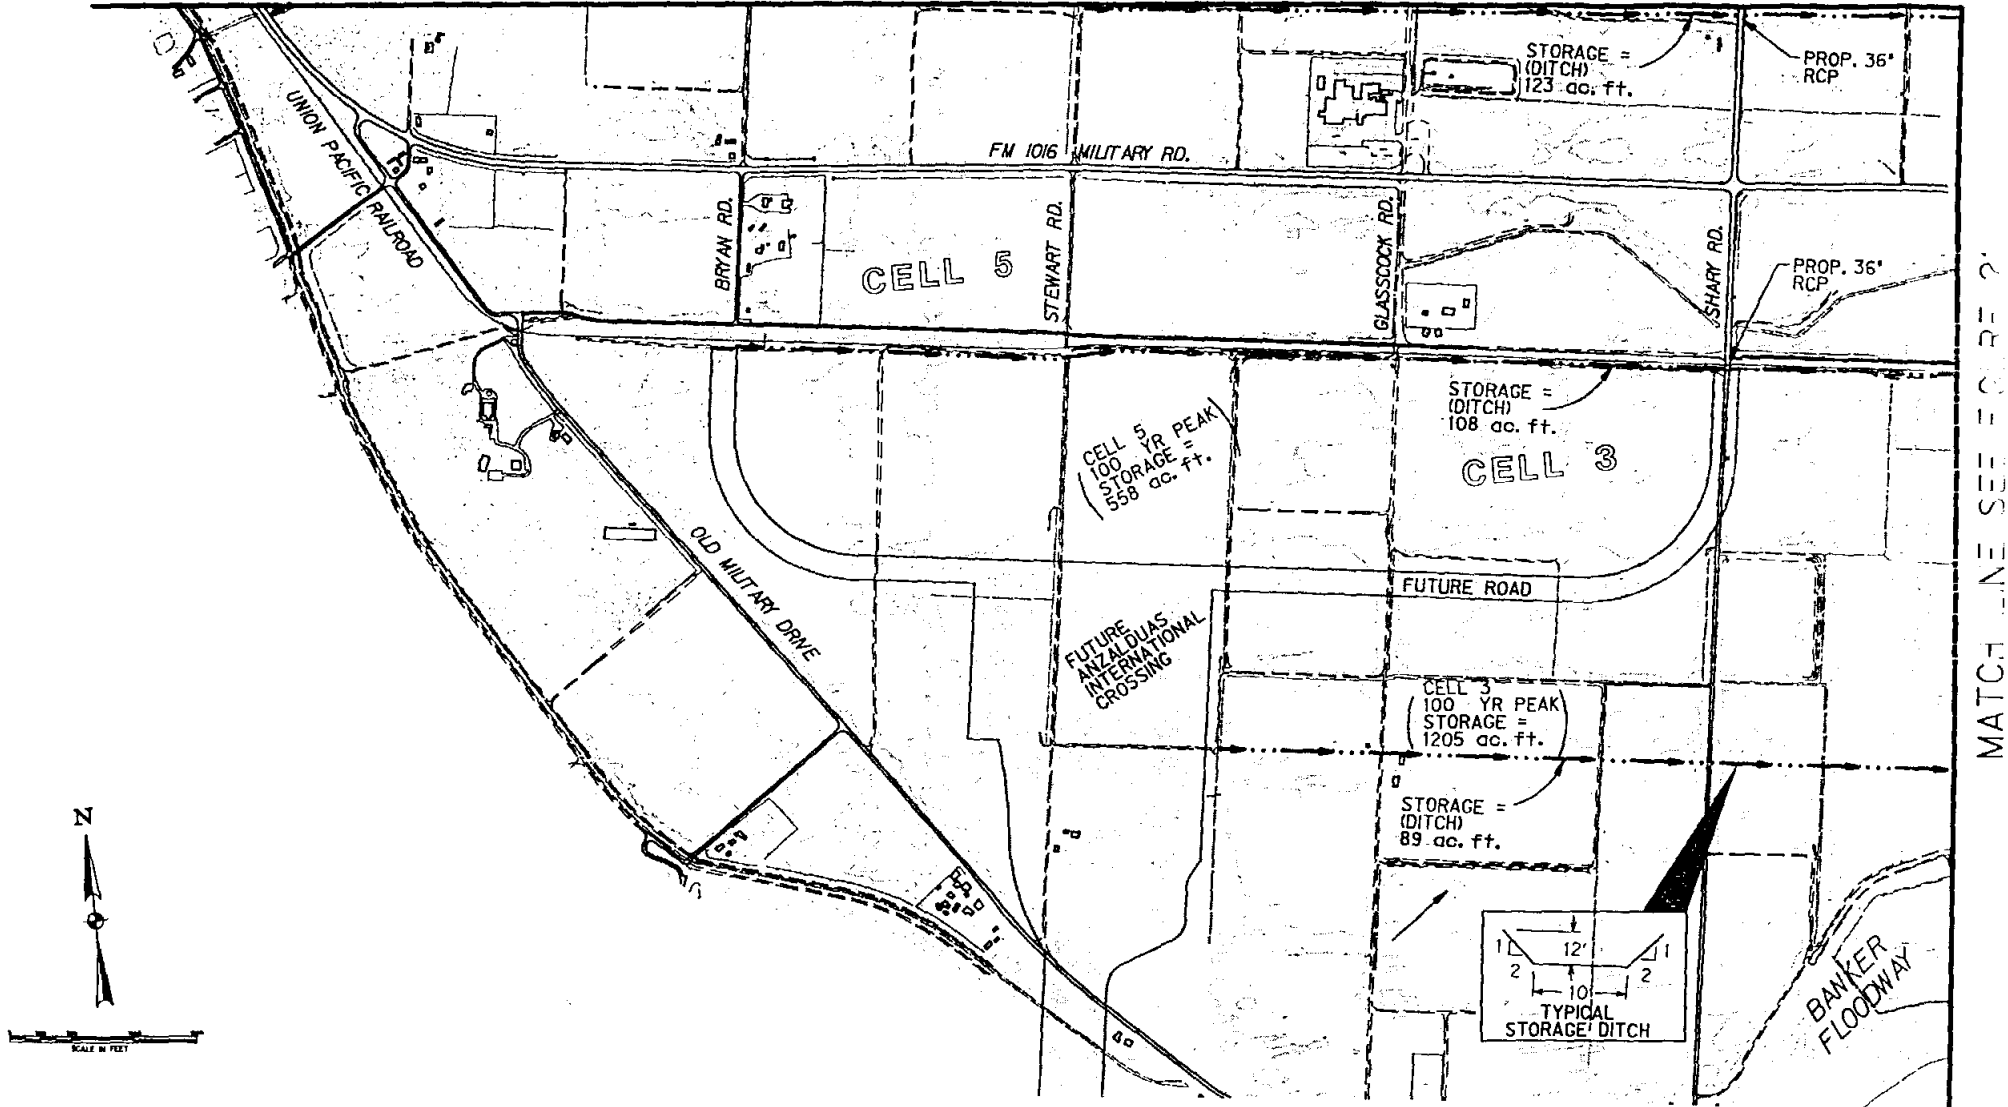 STORAGE =
(DITCH)
123 ac. ft.
PROP. 36"
RCP
UNION PACIFIC RAILROAD
FM 1016 MILITARY RD.
BRYAN RD.
STEWART RD.
GLASSCOCK RD.
SHARY RD.
CELL 5
PROP. 36"
RCP
STORAGE =
(DITCH)
108 ac. ft.
CELL 3
CELL 5
100 YR PEAK
STORAGE =
558 ac. ft.
OLD MILITARY DRIVE
FUTURE ROAD
FUTURE
ANZALDUAS
INTERNATIONAL
CROSSING
CELL 3
100 YR PEAK
STORAGE =
1205 ac. ft.
STORAGE =
(DITCH)
89 ac. ft.
N
SCALE IN FEET
1
12'
1
2
2
10'
TYPICAL
STORAGE DITCH
BANKER
FLOODWAY
MATCH
SEE